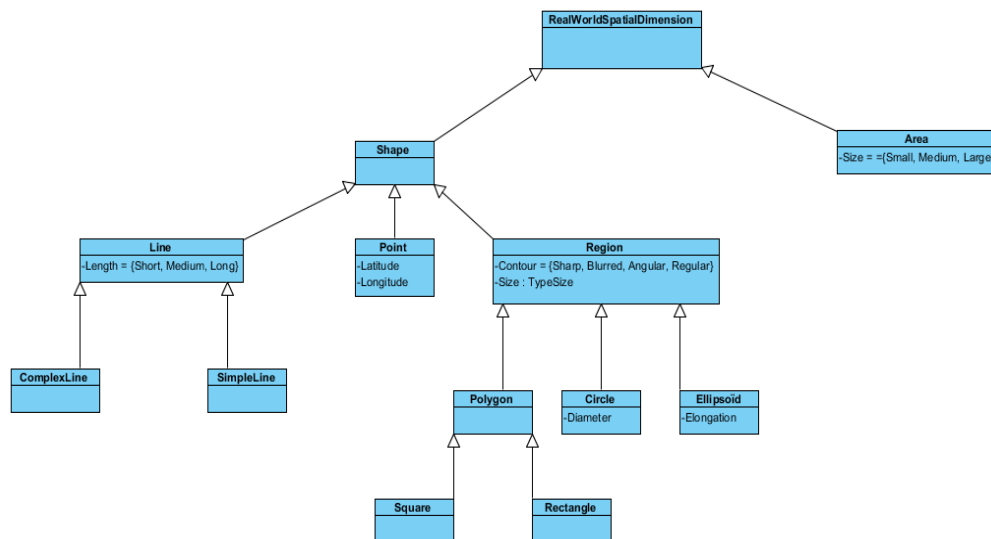 RealWorldSpatialDimension
Area
-Size = ={Small, Medium, Large
Shape
Line
-Length = {Short, Medium, Long}
Point
-Latitude
-Longitude
Region
-Contour = {Sharp, Blurred, Angular, Regular}
-Size : TypeSize
ComplexLine
SimpleLine
Polygon
Circle
-Diameter
Ellipsoïd
-Elongation
Square
Rectangle